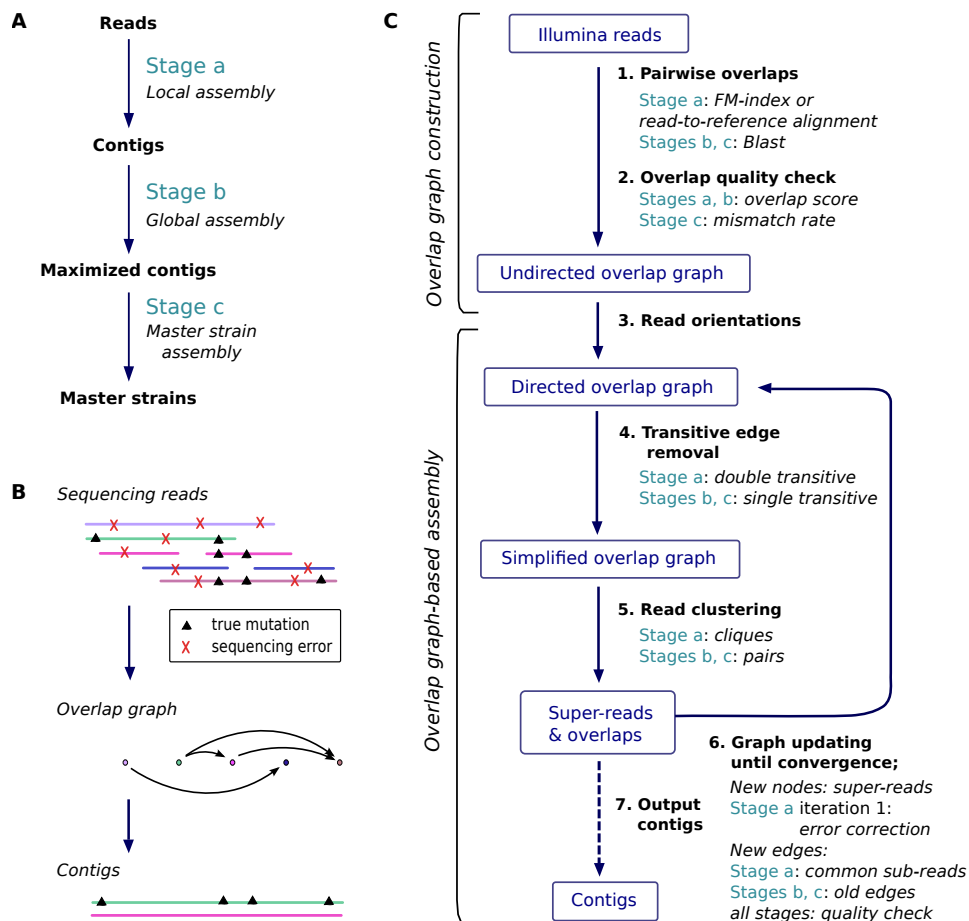 A
Reads
Stage a
Local assembly
Contigs
Stage b
Global assembly
Maximized contigs
Stage c
Master strain
assembly
Master strains
B
Sequencing reads
true mutation
sequencing error
Overlap graph
Contigs
C
Overlap graph construction
Illumina reads
1. Pairwise overlaps
Stage a: FM-index or
read-to-reference alignment
Stages b, c: Blast
2. Overlap quality check
Stages a, b: overlap score
Stage c: mismatch rate
Undirected overlap graph
3. Read orientations
Overlap graph-based assembly
Directed overlap graph
4. Transitive edge
removal
Stage a: double transitive
Stages b, c: single transitive
Simplified overlap graph
5. Read clustering
Stage a: cliques
Stages b, c: pairs
Super-reads
& overlaps
6. Graph updating
until convergence;
New nodes: super-reads
Stage a iteration 1:
error correction
New edges:
Stage a: common sub-reads
Stages b, c: old edges
all stages: quality check
7. Output
contigs
Contigs